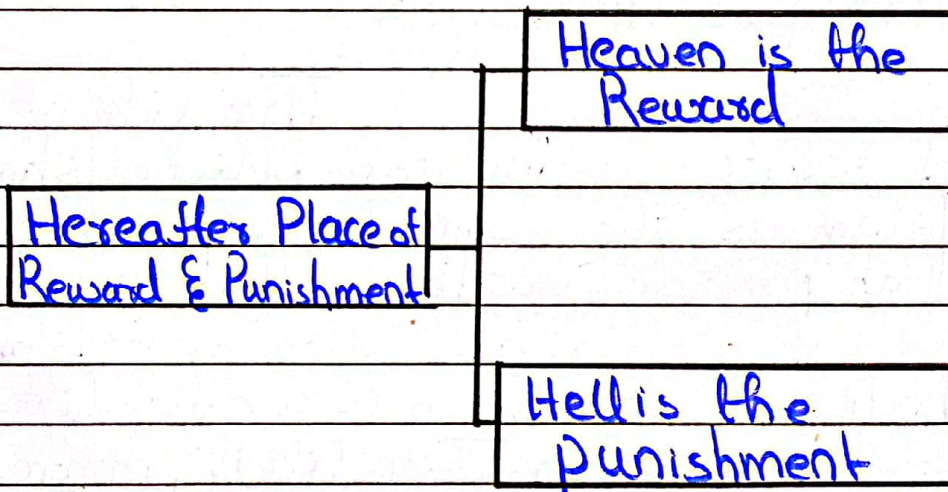 Heaven is the
Reward
Hereafter Place of
Reward & Punishment
Hell is the
punishment